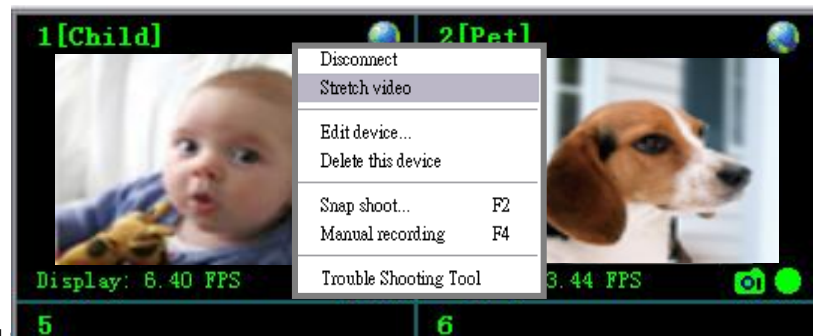 1[Child]
2[Pet]
Disconnect
Stretch video
Edit device...
Delete this device
Snap shoot... F2
Manual recording F4
Trouble Shooting Tool
Display: 6.40 FPS
3.44 FPS
5
6